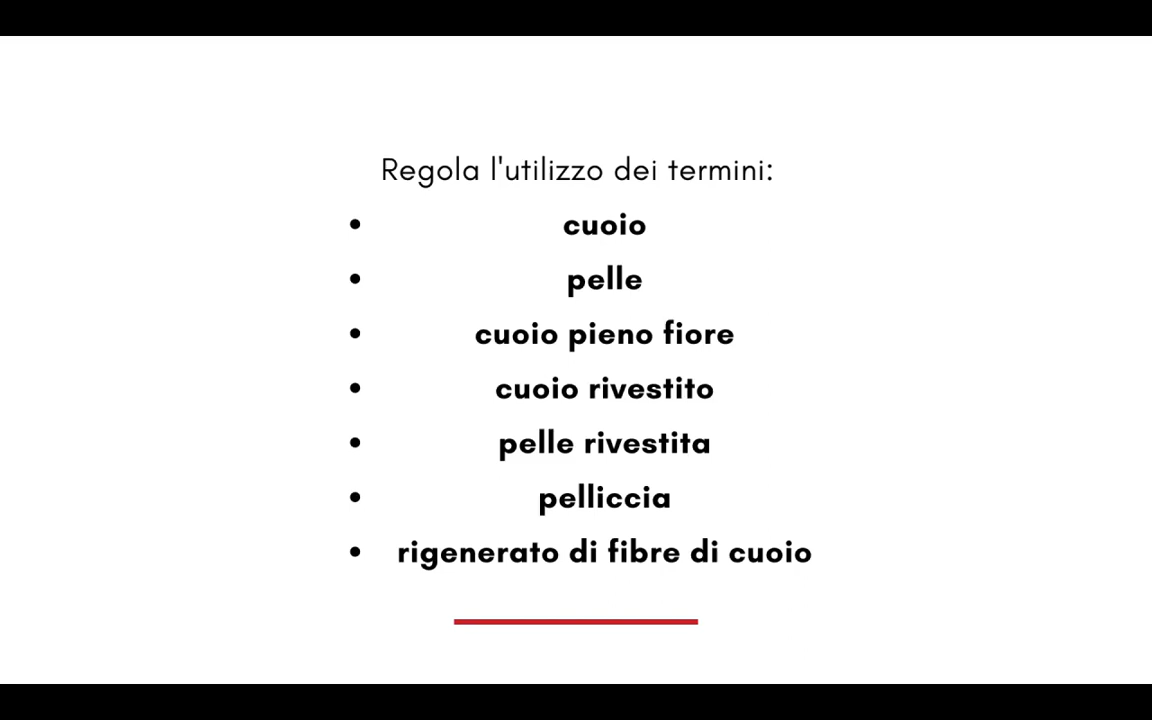 Regola l'utilizzo dei termini:
• cuoio
• pelle
• cuoio pieno fiore
• cuoio rivestito
• pelle rivestita
• pelliccia
• rigenerato di fibre di cuoio